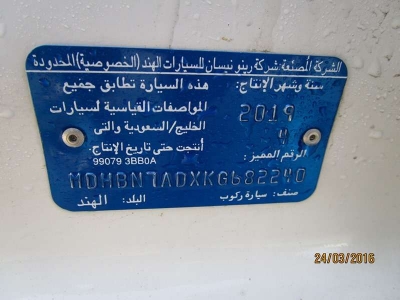 الشركة المصنعة: شركة رينو نيسان للسيارات الهند (الخصوصية) المحدودة
سنة وشهر الإنتاج: هذه السيارة تطابق جميع
2019 المواصفات القياسية لسيارات
4 الخليج/السعودية والتى
الرقم المميز: أنتجت حتى تاريخ الإنتاج.
99079 3BB0A
MDHBN7ADXKG682240
صنف: سيارة ركوب البلد: الهند
24/03/2016